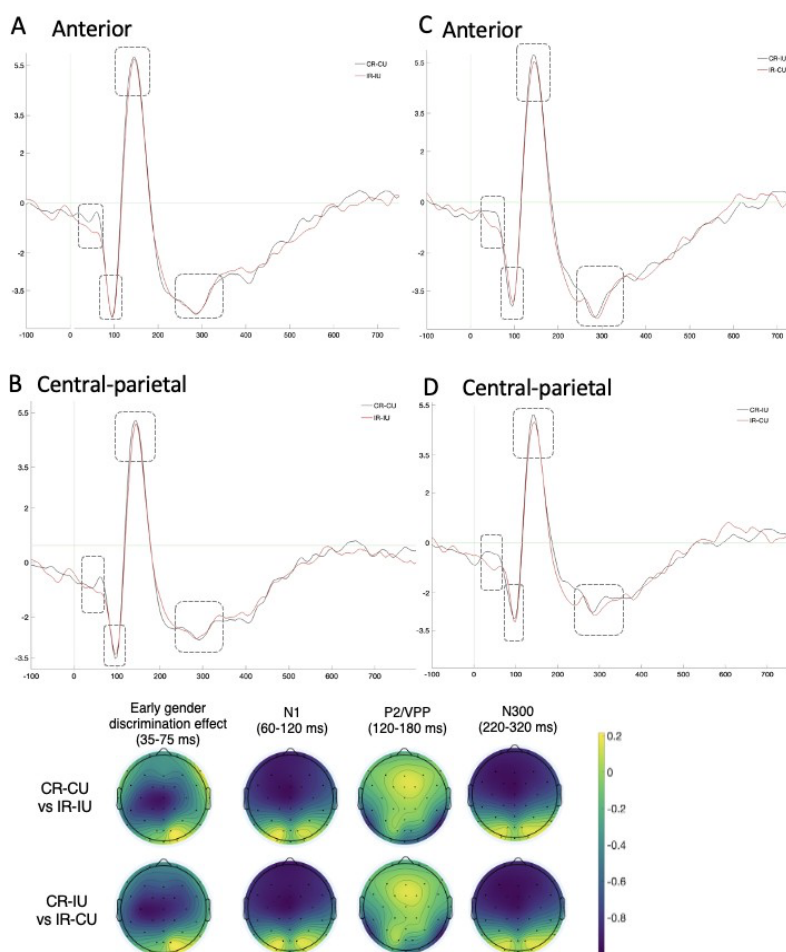 A Anterior
CR-CU
IR-IU
5.5
3.5
2
0
-2
-3.5
-100 0 100 200 300 400 500 600 700
C Anterior
CR-IU
IR-CU
5.5
3.5
2
0
-2
-3.5
-100 0 100 200 300 400 500 600 700
B Central-parietal
CR-CU
IR-IU
5.5
3.5
2
0
-2
-3.5
-100 0 100 200 300 400 500 600 700
D Central-parietal
CR-IU
IR-CU
5.5
3.5
2
0
-2
-3.5
-100 0 100 200 300 400 500 600 700
Early gender
discrimination effect
(35-75 ms)
N1
(60-120 ms)
P2/VPP
(120-180 ms)
N300
(220-320 ms)
CR-CU
vs IR-IU
CR-IU
vs IR-CU
0.2
0
-0.2
-0.4
-0.6
-0.8